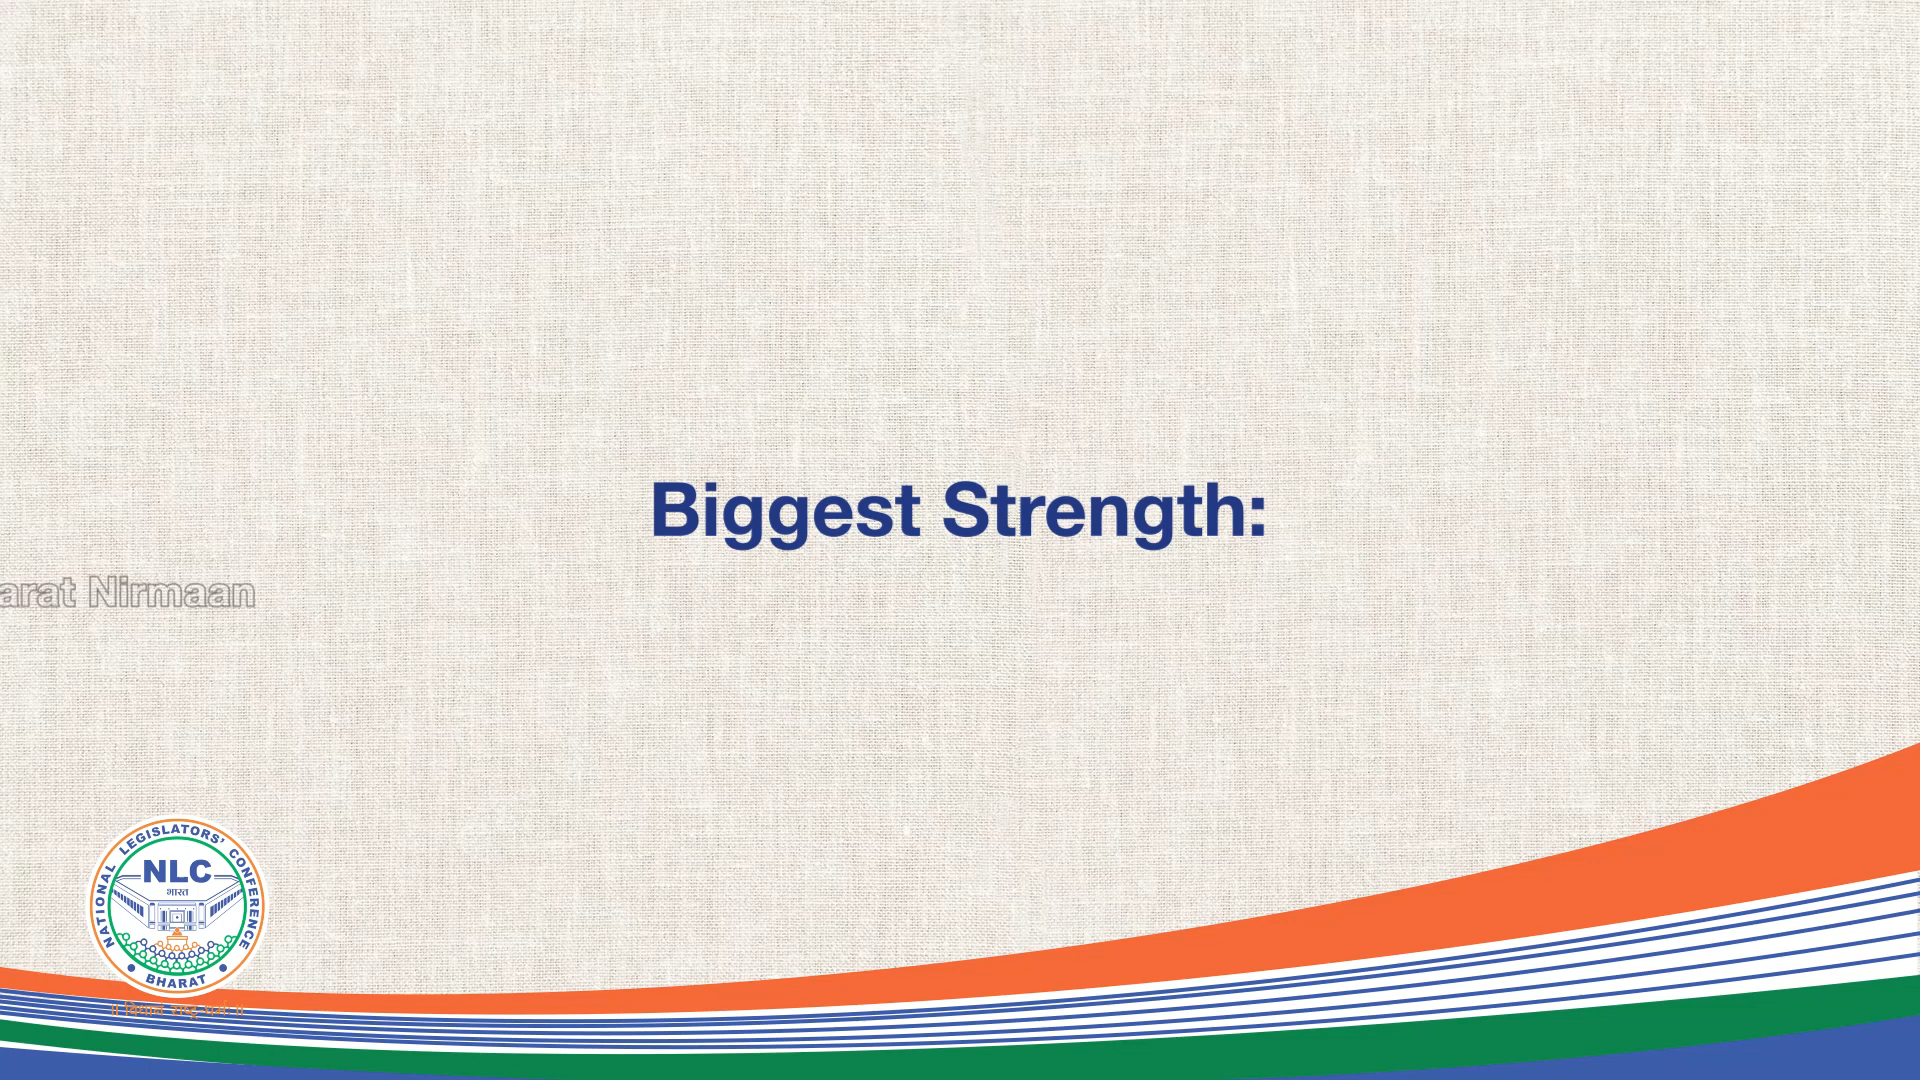 Biggest Strength:
arat Nirmaan
NATIONAL LEGISLATORS' CONFERENCE
NLC
भारत
BHARAT